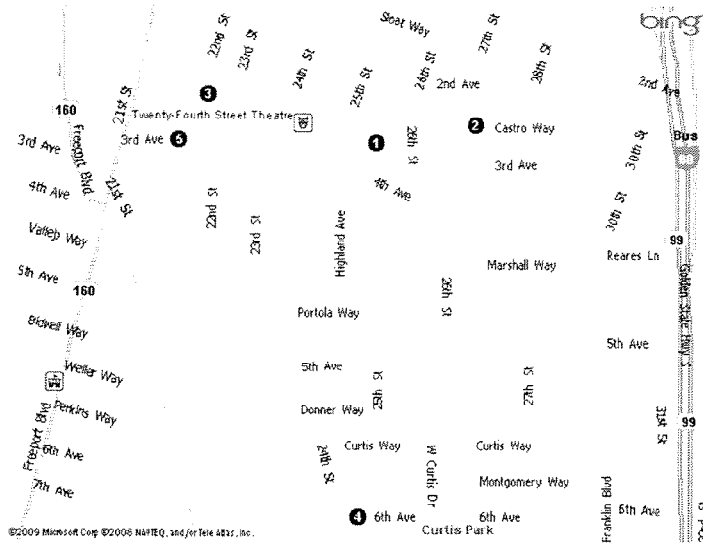 Sloat Way
bing
22nd St
23rd St
24th St
25th St
26th St
27th St
28th St
2nd Ave
2nd Ave
3
160
21st St
Twenty-Fourth Street Theatre
2
Castro Way
Bus
3rd Ave
Freeport Blvd
3rd Ave
5
1
26th St
3rd Ave
30th St
4th Ave
21st St
4th Ave
30th St
22nd St
23rd St
Highland Ave
Vallejo Way
99
Marshall Way
Reares Ln
5th Ave
160
26th St
Golden State Hwy S
Portola Way
Bidwell Way
5th Ave
5th Ave
Weller Way
25th St
27th St
Perkins Way
Donner Way
31st St
99
Freeport Blvd
6th Ave
24th St
Curtis Way
W Curtis Dr
Curtis Way
7th Ave
Montgomery Way
Franklin Blvd
4
6th Ave
6th Ave
6th Ave
Curtis Park
©2009 Microsoft Corp ©2008 NAVTEQ, and/or Tele Atlas, Inc.